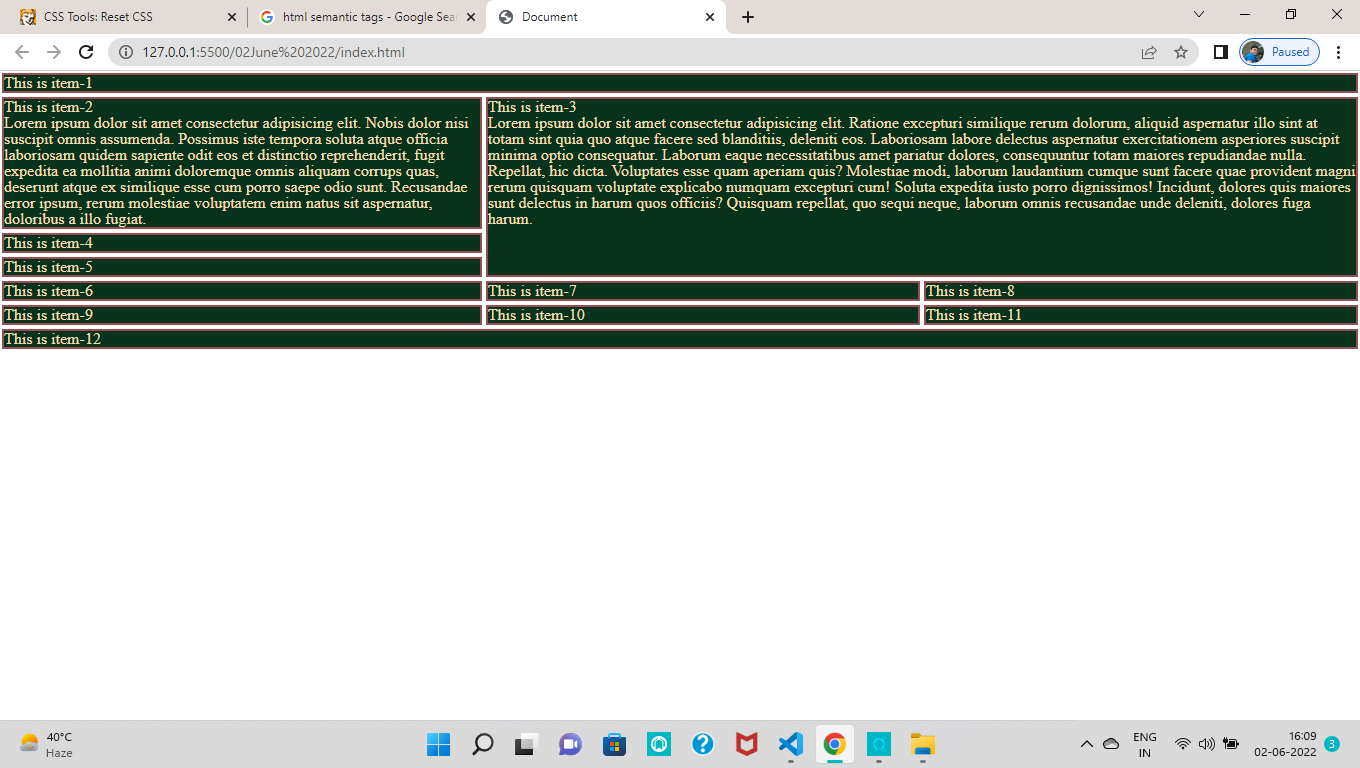 CSS Tools: Reset CSS
html semantic tags - Google Sea
Document
127.0.0.1:5500/02June%202022/index.html
Paused
This is item-1
This is item-2
Lorem ipsum dolor sit amet consectetur adipisicing elit. Nobis dolor nisi
suscipit omnis assumenda. Possimus iste tempora soluta atque officia
laboriosam quidem sapiente odit eos et distinctio reprehenderit, fugit
expedita ea mollitia animi doloremque omnis aliquam corrups quas,
deserunt atque ex similique esse cum porro saepe odio sunt. Recusandae
error ipsum, rerum molestiae voluptatem enim natus sit aspernatur,
doloribus a illo fugiat.
This is item-3
Lorem ipsum dolor sit amet consectetur adipisicing elit. Ratione excepturi similique rerum dolorum, aliquid aspernatur illo sint at
totam sint quia quo atque facere sed blanditiis, deleniti eos. Laboriosam labore delectus aspernatur exercitationem asperiores suscipit
minima optio consequatur. Laborum eaque necessitatibus amet pariatur dolores, consequuntur totam maiores repudiandae nulla.
Repellat, hic dicta. Voluptates esse quam aperiam quis? Molestiae modi, laborum laudantium cumque sunt facere quae provident magni
rerum quisquam voluptate explicabo numquam excepturi cum! Soluta expedita iusto porro dignissimos! Incidunt, dolores quis maiores
sunt delectus in harum quos officiis? Quisquam repellat, quo sequi neque, laborum omnis recusandae unde deleniti, dolores fuga
harum.
This is item-4
This is item-5
This is item-6
This is item-7
This is item-8
This is item-9
This is item-10
This is item-11
This is item-12
40°C
Haze
ENG
IN
16:09
02-06-2022
3